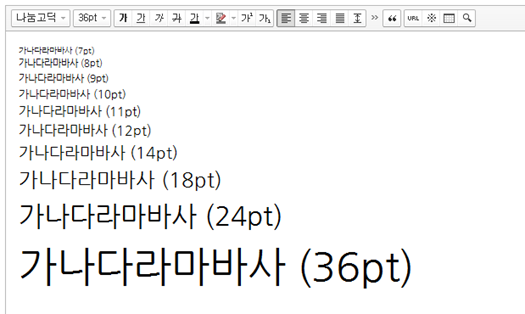 나눔고딕 36pt 가 가 가 가 가 가 가¹ 가₁ URL
가나다라마바사 (7pt)
가나다라마바사 (8pt)
가나다라마바사 (9pt)
가나다라마바사 (10pt)
가나다라마바사 (11pt)
가나다라마바사 (12pt)
가나다라마바사 (14pt)
가나다라마바사 (18pt)
가나다라마바사 (24pt)
가나다라마바사 (36pt)